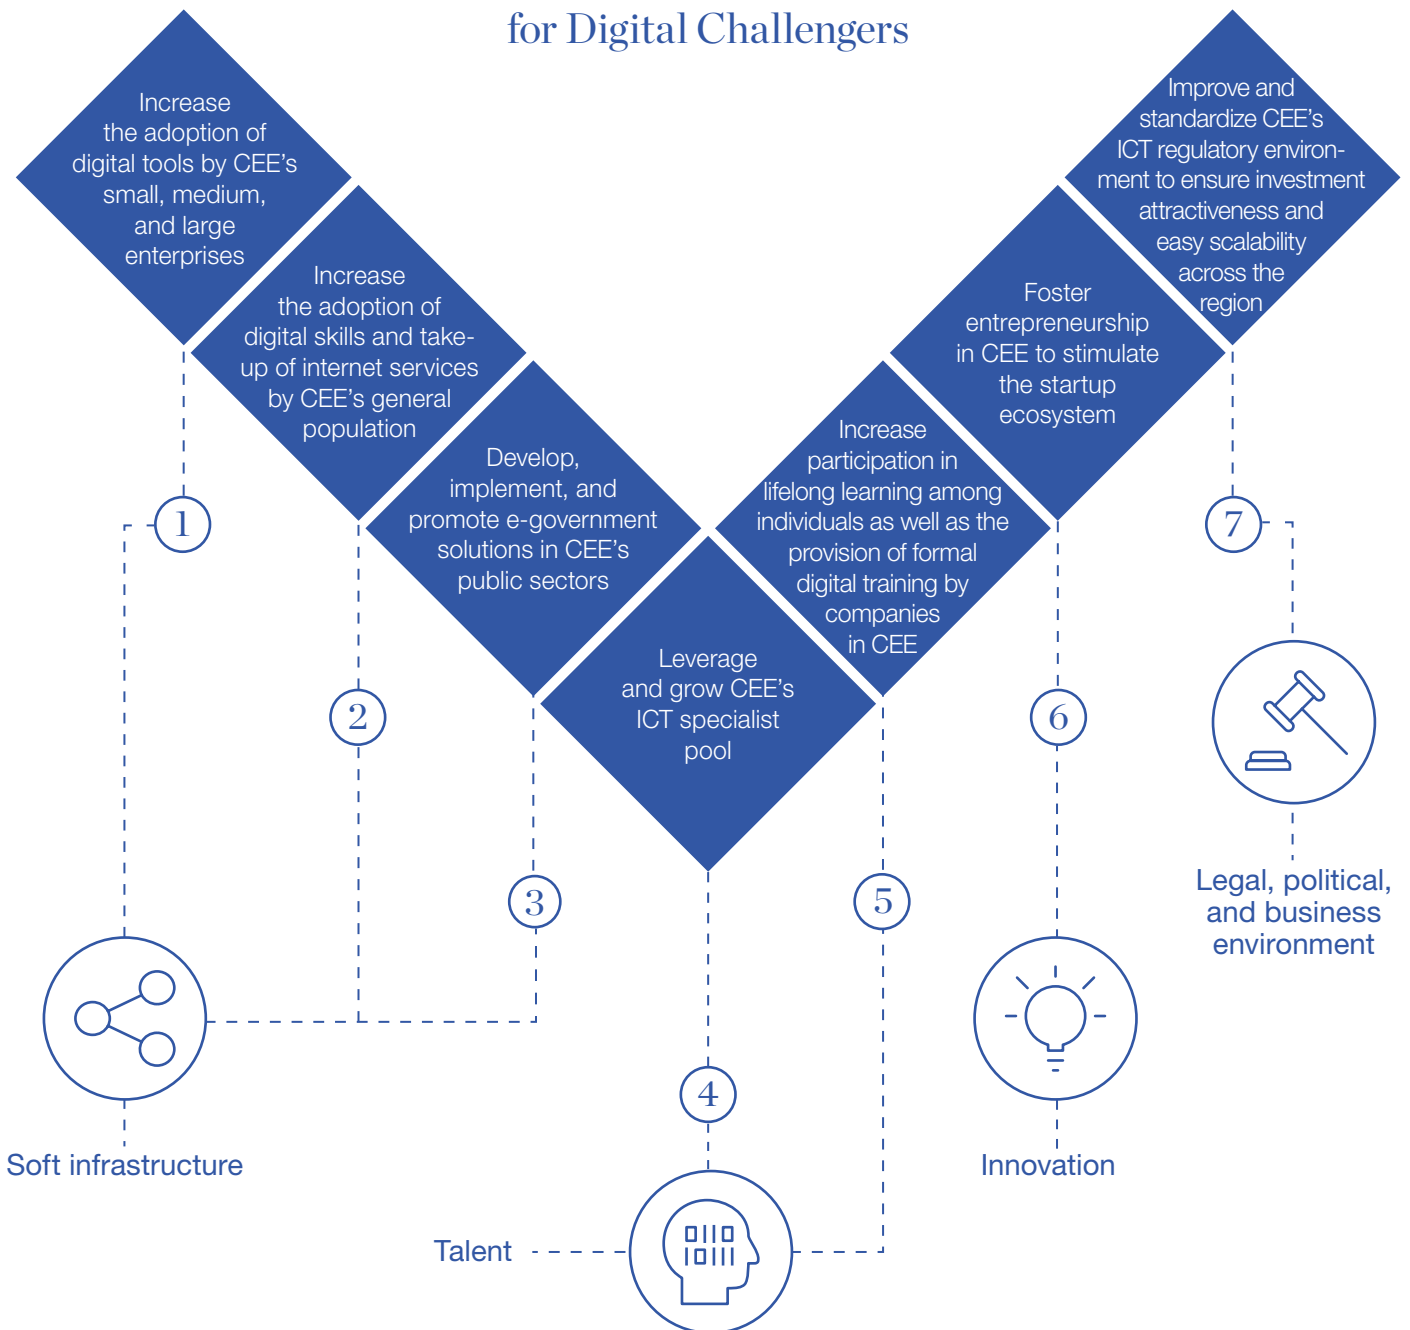 for Digital Challengers
Increase
the adoption of
digital tools by CEE’s
small, medium,
and large
enterprises
Increase
the adoption of
digital skills and take-
up of internet services
by CEE’s general
population
Develop,
implement, and
promote e-government
solutions in CEE’s
public sectors
Leverage
and grow CEE’s
ICT specialist
pool
Increase
participation in
lifelong learning among
individuals as well as the
provision of formal
digital training by
companies
in CEE
Foster
entrepreneurship
in CEE to stimulate
the startup
ecosystem
Improve and
standardize CEE’s
ICT regulatory environ-
ment to ensure investment
attractiveness and
easy scalability
across the
region
1
2
3
4
5
6
7
Soft infrastructure
Talent
Innovation
Legal, political,
and business
environment